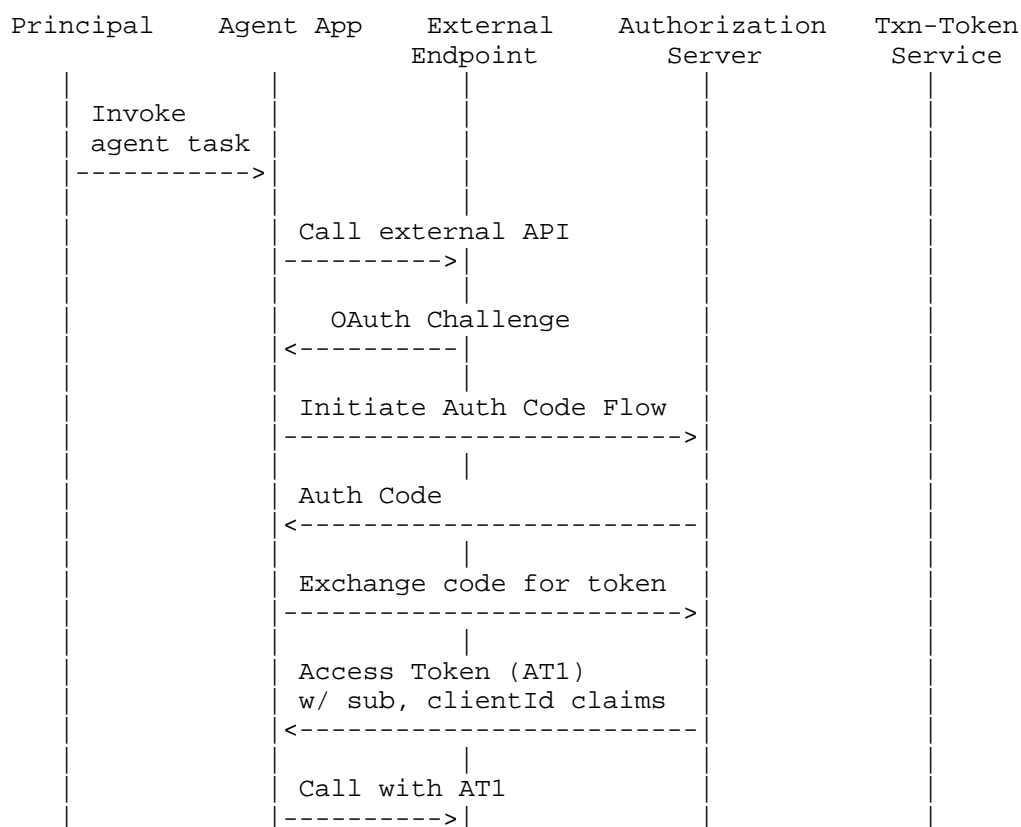 Principal Agent App External Authorization Txn-Token
Endpoint Server Service
Invoke
agent task
Call external API
OAuth Challenge
Initiate Auth Code Flow
Auth Code
Exchange code for token
Access Token (AT1)
w/ sub, clientId claims
Call with AT1